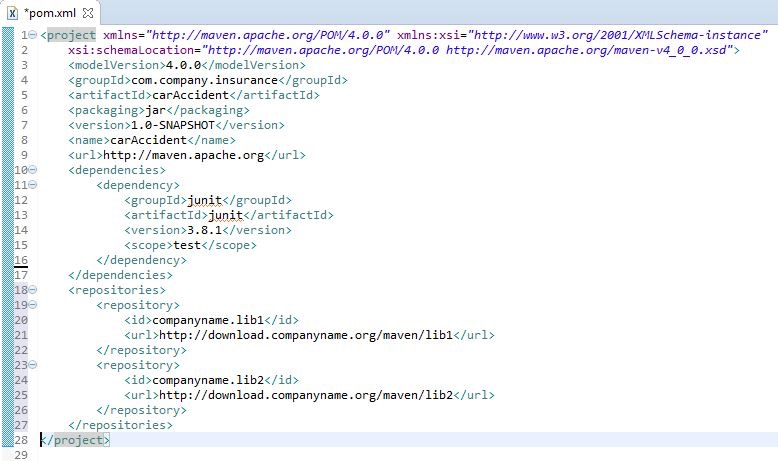 *pom.xml
1 <project xmlns="http://maven.apache.org/POM/4.0.0" xmlns:xsi="http://www.w3.org/2001/XMLSchema-instance"
2 xsi:schemaLocation="http://maven.apache.org/POM/4.0.0 http://maven.apache.org/maven-v4_0_0.xsd">
3 <modelVersion>4.0.0</modelVersion>
4 <groupId>com.company.insurance</groupId>
5 <artifactId>carAccident</artifactId>
6 <packaging>jar</packaging>
7 <version>1.0-SNAPSHOT</version>
8 <name>carAccident</name>
9 <url>http://maven.apache.org</url>
10 <dependencies>
11 <dependency>
12 <groupId>junit</groupId>
13 <artifactId>junit</artifactId>
14 <version>3.8.1</version>
15 <scope>test</scope>
16 </dependency>
17 </dependencies>
18 <repositories>
19 <repository>
20 <id>companyname.lib1</id>
21 <url>http://download.companyname.org/maven/lib1</url>
22 </repository>
23 <repository>
24 <id>companyname.lib2</id>
25 <url>http://download.companyname.org/maven/lib2</url>
26 </repository>
27 </repositories>
28 </project>
29